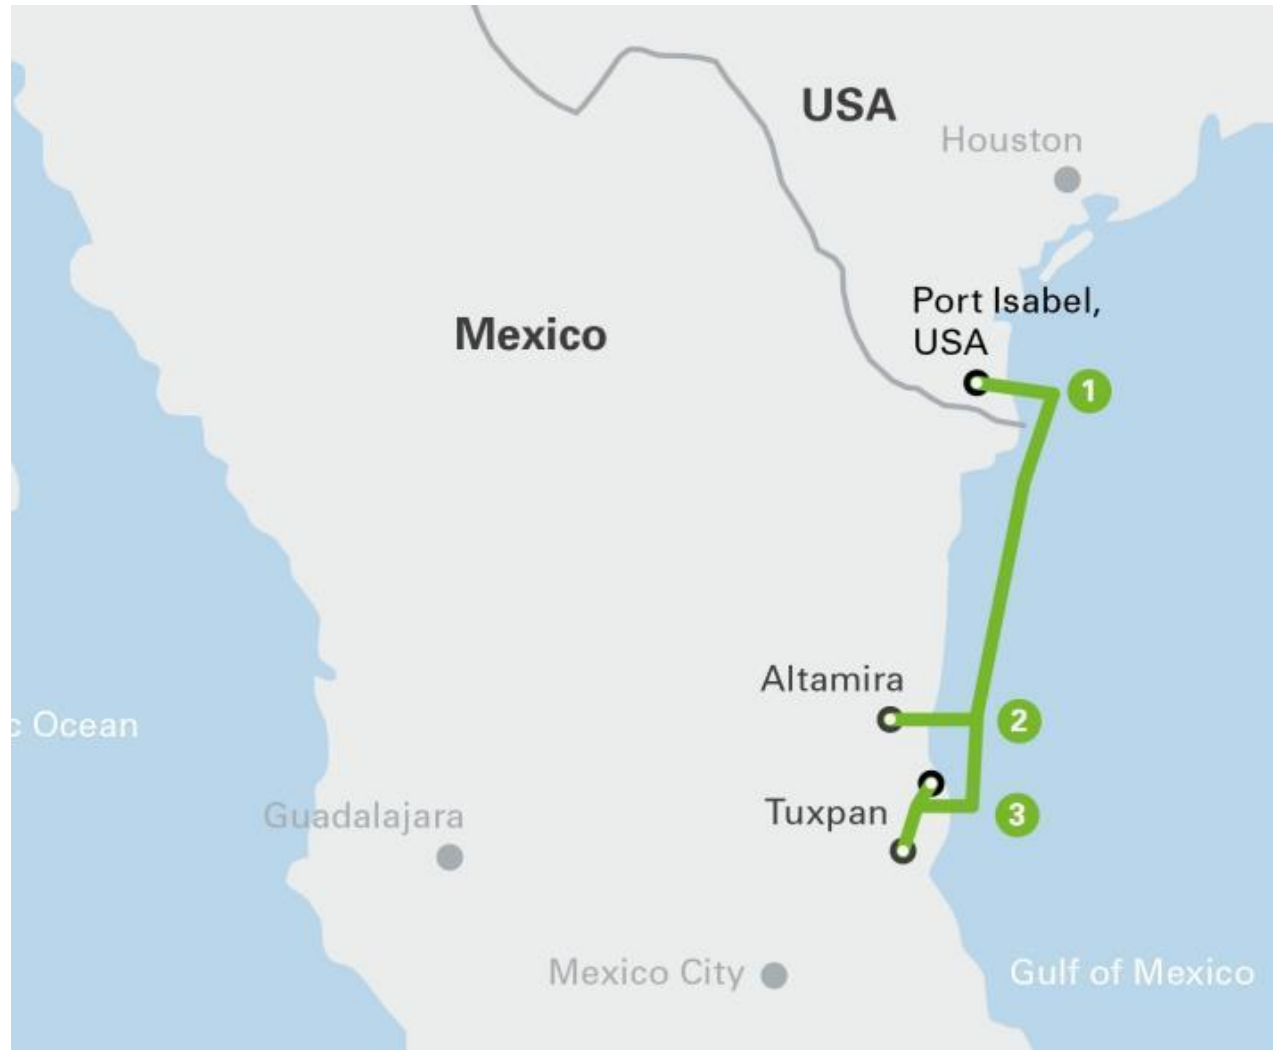 USA
Houston
Port Isabel,
USA
1
Mexico
Altamira
2
c Ocean
Tuxpan
3
Guadalajara
Mexico City
Gulf of Mexico